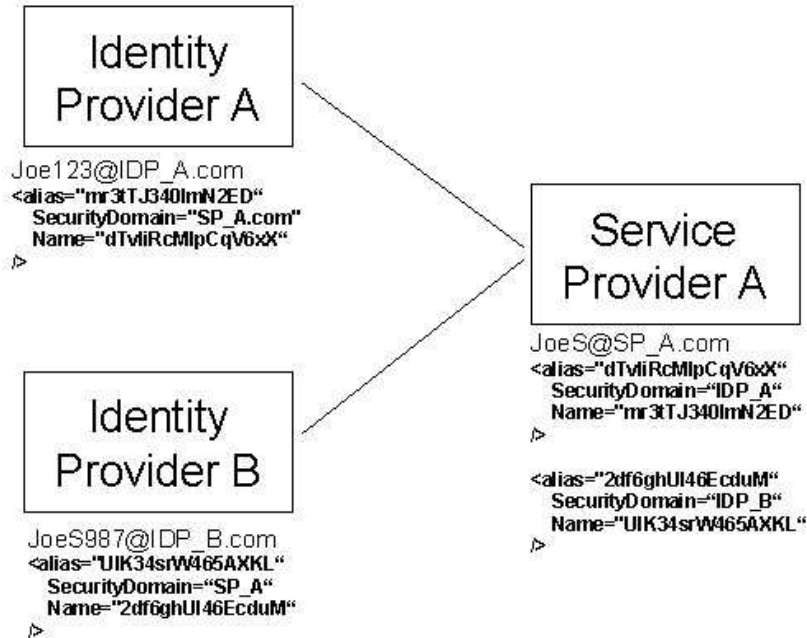 Identity
Provider A
Joe123@IDP_A.com
<alias="mr3tTJ340ImN2ED“
SecurityDomain="SP_A.com"
Name="dTvIiRcMlpCqV6xX“
/>
Service
Provider A
JoeS@SP_A.com
<alias="dTvIiRcMlpCqV6xX“
SecurityDomain=“IDP_A“
Name="mr3tTJ340ImN2ED“
/>
<alias="2df6ghUI46EcduM“
SecurityDomain=“IDP_B“
Name="UIK34srW465AXKL“
/>
Identity
Provider B
JoeS987@IDP_B.com
<alias="UIK34srW465AXKL“
SecurityDomain=“SP_A“
Name="2df6ghUI46EcduM“
/>